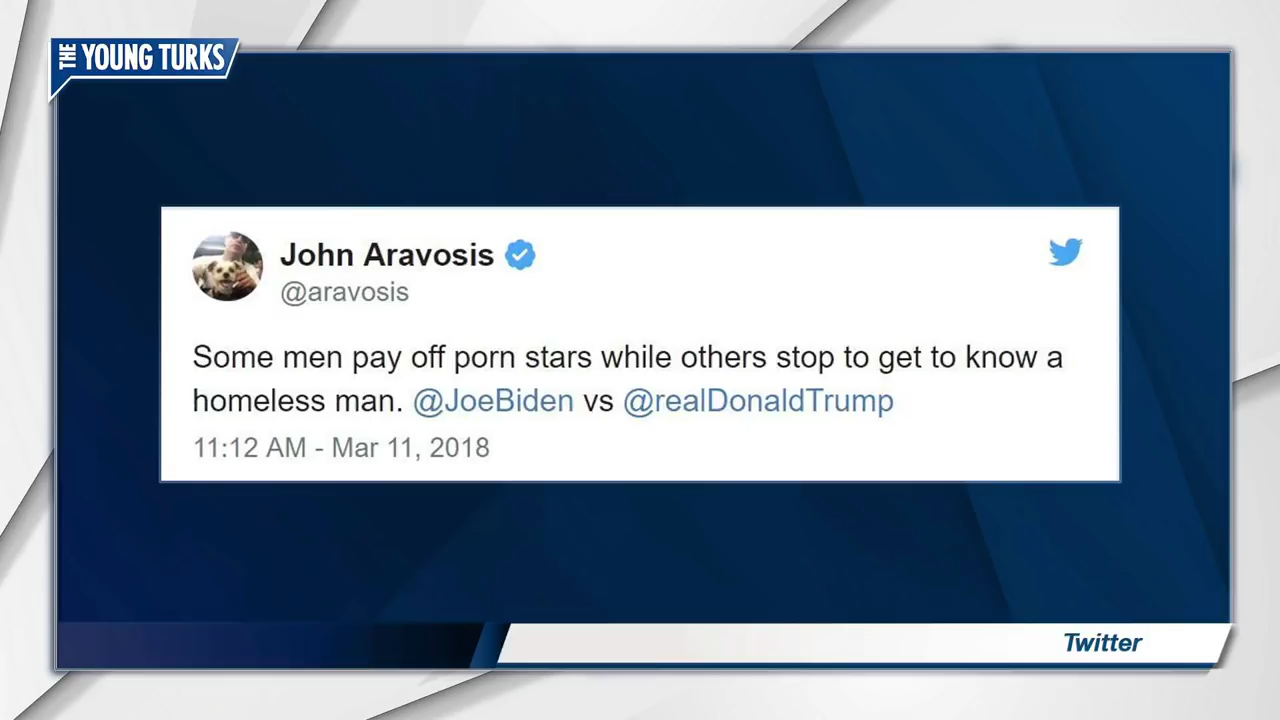 THE YOUNG TURKS
John Aravosis
@aravosis
Some men pay off porn stars while others stop to get to know a
homeless man. @JoeBiden vs @realDonaldTrump
11:12 AM - Mar 11, 2018
Twitter